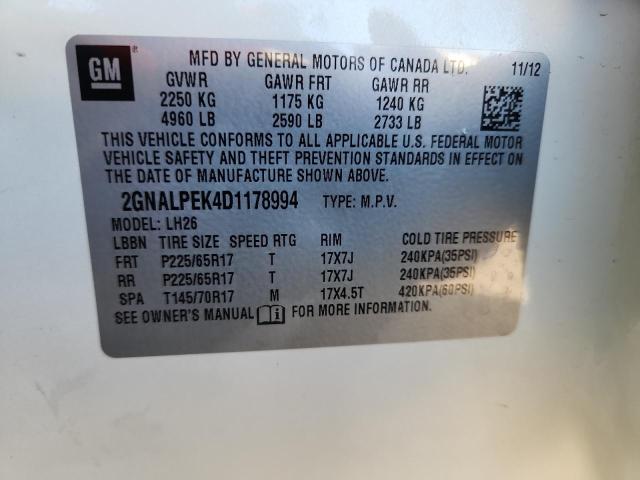 GM
MFD BY GENERAL MOTORS OF CANADA LTD. 11/12
GVWR GAWR FRT GAWR RR
2250 KG 1175 KG 1240 KG
4960 LB 2590 LB 2733 LB
THIS VEHICLE CONFORMS TO ALL APPLICABLE U.S. FEDERAL MOTOR
VEHICLE SAFETY AND THEFT PREVENTION STANDARDS IN EFFECT ON
THE DATE OF MANUFACTURE SHOWN ABOVE.
2GNALPEK4D1178994 TYPE: M.P.V.
MODEL: LH26
LBBN TIRE SIZE SPEED RTG RIM COLD TIRE PRESSURE
FRT P225/65R17 T 17X7J 240KPA(35PSI)
RR P225/65R17 T 17X7J 240KPA(35PSI)
SPA T145/70R17 M 17X4.5T 420KPA(60PSI)
SEE OWNER'S MANUAL i FOR MORE INFORMATION.